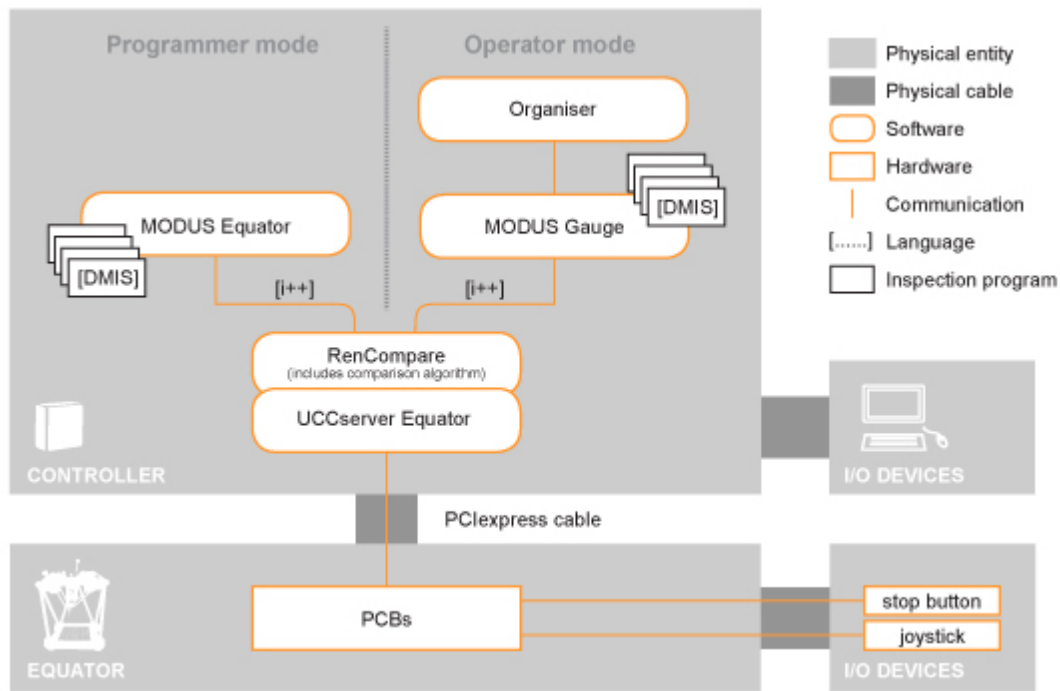 Programmer mode
Operator mode
Organiser
[DMIS]
MODUS Equator
MODUS Gauge
[DMIS]
[i++]
[i++]
RenCompare
(includes comparison algorithm)
UCCserver Equator
CONTROLLER
I/O DEVICES
PCIexpress cable
PCBs
stop button
joystick
EQUATOR
I/O DEVICES
Physical entity
Physical cable
Software
Hardware
Communication
[......] Language
Inspection program